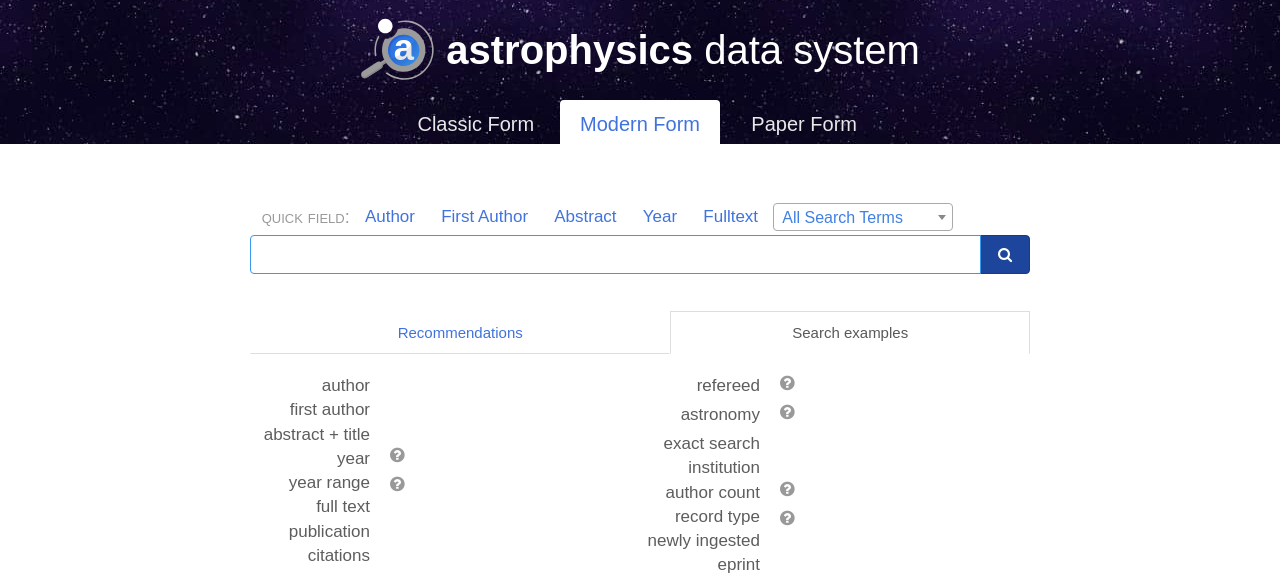 a astrophysics data system
Classic Form Modern Form Paper Form
QUICK FIELD: Author First Author Abstract Year Fulltext All Search Terms
Recommendations Search examples
author
first author
abstract + title
year ?
year range ?
full text
publication
citations
refereed ?
astronomy ?
exact search
institution
author count ?
record type ?
newly ingested
eprint